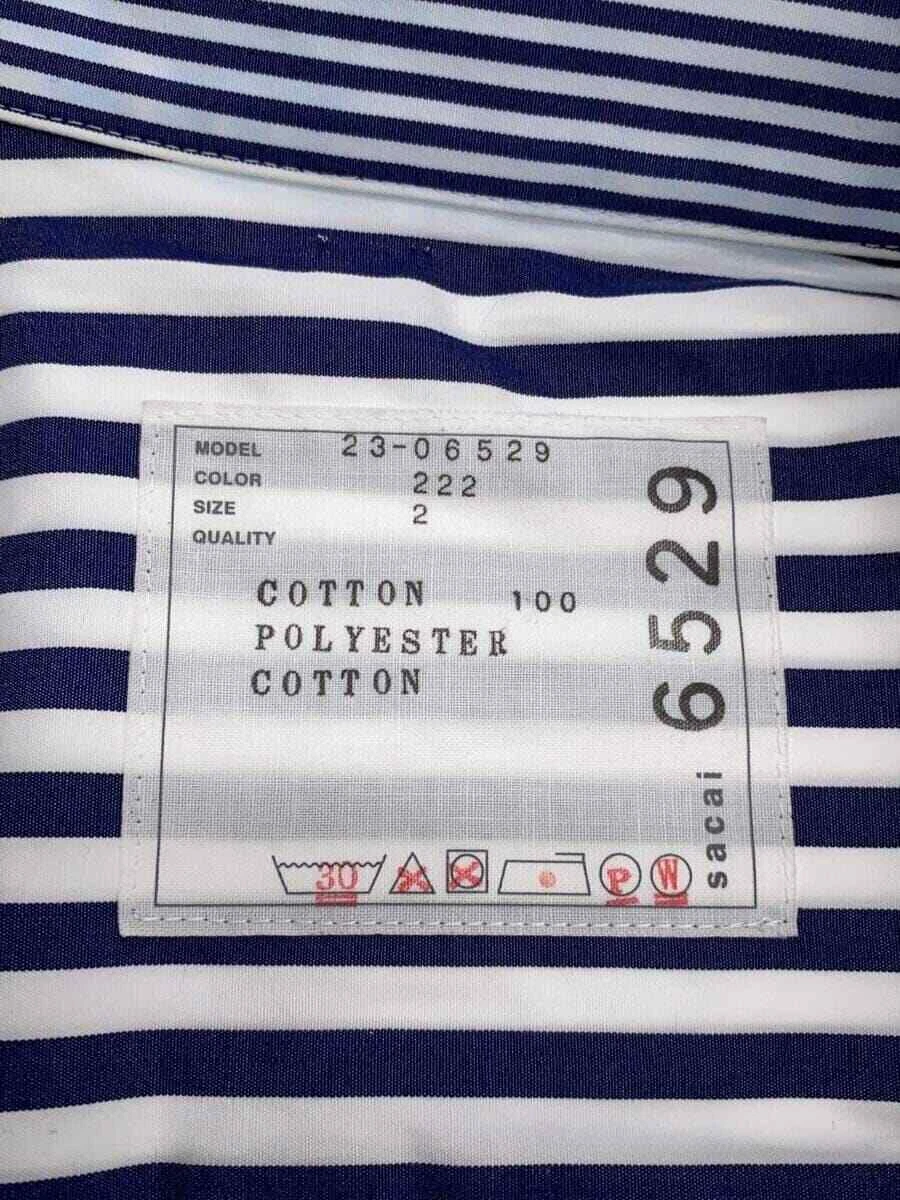 MODEL 23-06529
COLOR 222
SIZE 2
QUALITY
COTTON 100
POLYESTER
COTTON
sacai 6529
30
P
W